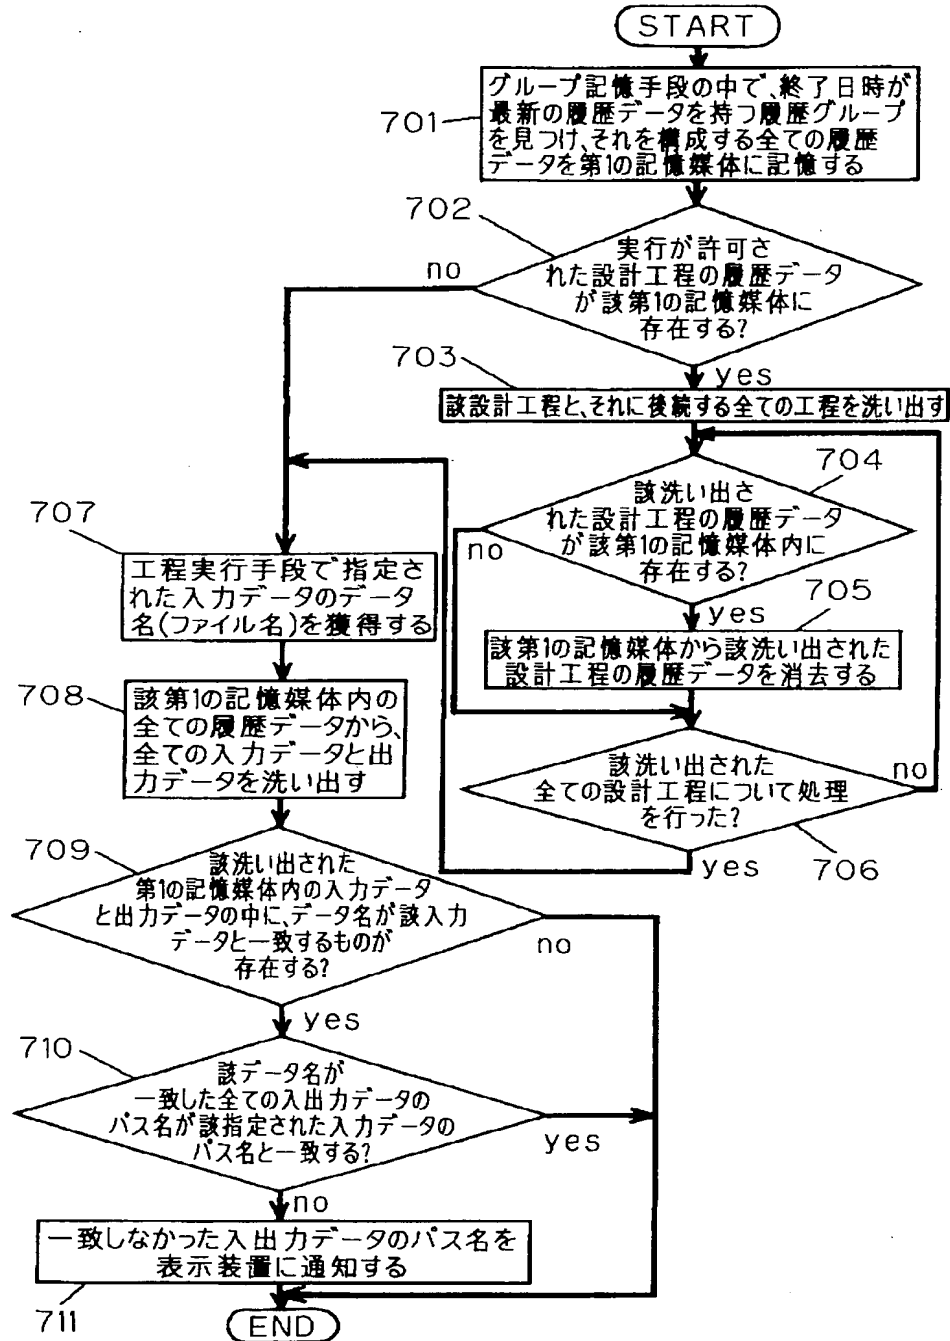 START
701
グループ記憶手段の中で、終了日時が
最新の履歴データを持つ履歴グループ
を見つけ、それを構成する全ての履歴
データを第1の記憶媒体に記憶する
702
実行が許可さ
れた設計工程の履歴データ
が該第1の記憶媒体に
存在する?
no
yes
703
該設計工程と、それに後続する全ての工程を洗い出す
704
該洗い出さ
れた設計工程の履歴データ
が該第1の記憶媒体内に
存在する?
no
yes
705
該第1の記憶媒体から該洗い出された
設計工程の履歴データを消去する
該洗い出された
全ての設計工程について処理
を行った?
no
yes
706
707
工程実行手段で指定さ
れた入力データのデータ
名(ファイル名)を獲得する
708
該第1の記憶媒体内の
全ての履歴データから、
全ての入力データと出
力データを洗い出す
709
該洗い出された
第1の記憶媒体内の入力データ
と出力データの中に、データ名が該入力
データと一致するものが
存在する?
no
yes
710
該データ名が
一致した全ての入出力データの
パス名が該指定された入力データの
パス名と一致する?
yes
no
一致しなかった入出力データのパス名を
表示装置に通知する
711
END